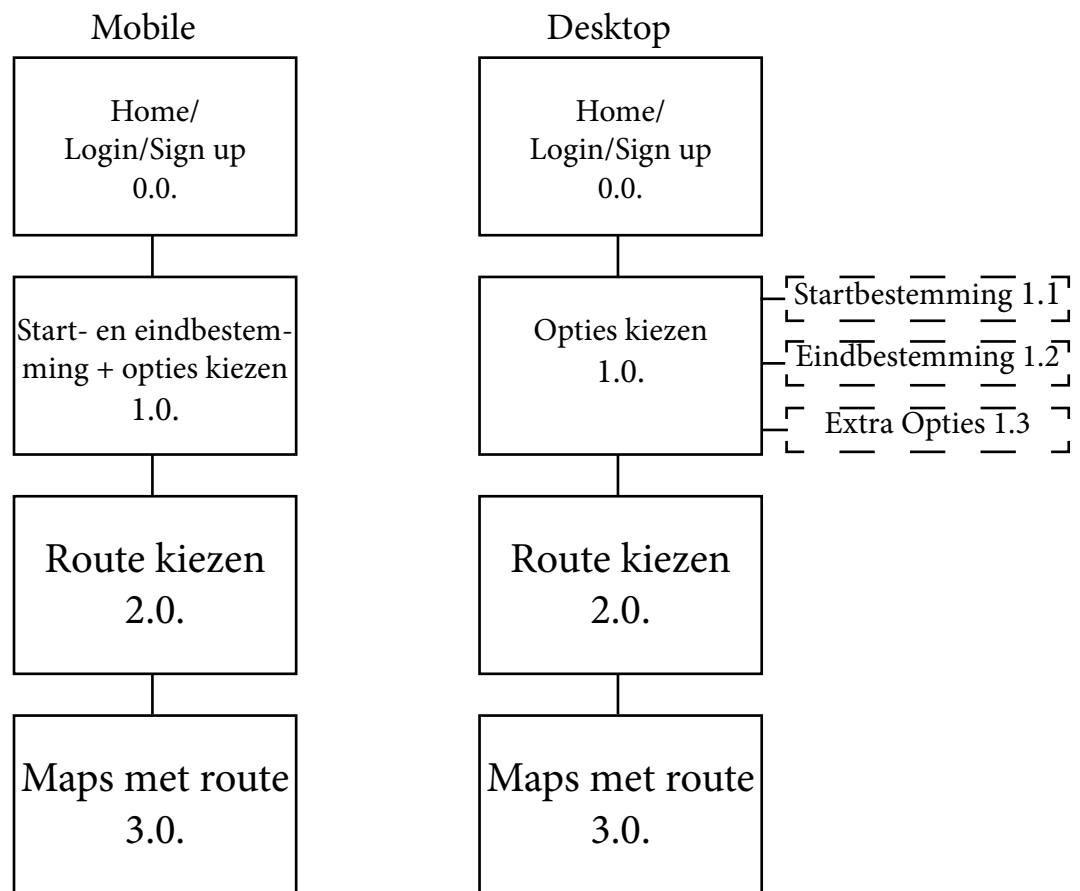 Mobile
Home/
Login/Sign up
0.0.
Start- en eindbestem-
ming + opties kiezen
1.0.
Route kiezen
2.0.
Maps met route
3.0.
Desktop
Home/
Login/Sign up
0.0.
Opties kiezen
1.0.
Startbestemming 1.1
Eindbestemming 1.2
Extra Opties 1.3
Route kiezen
2.0.
Maps met route
3.0.